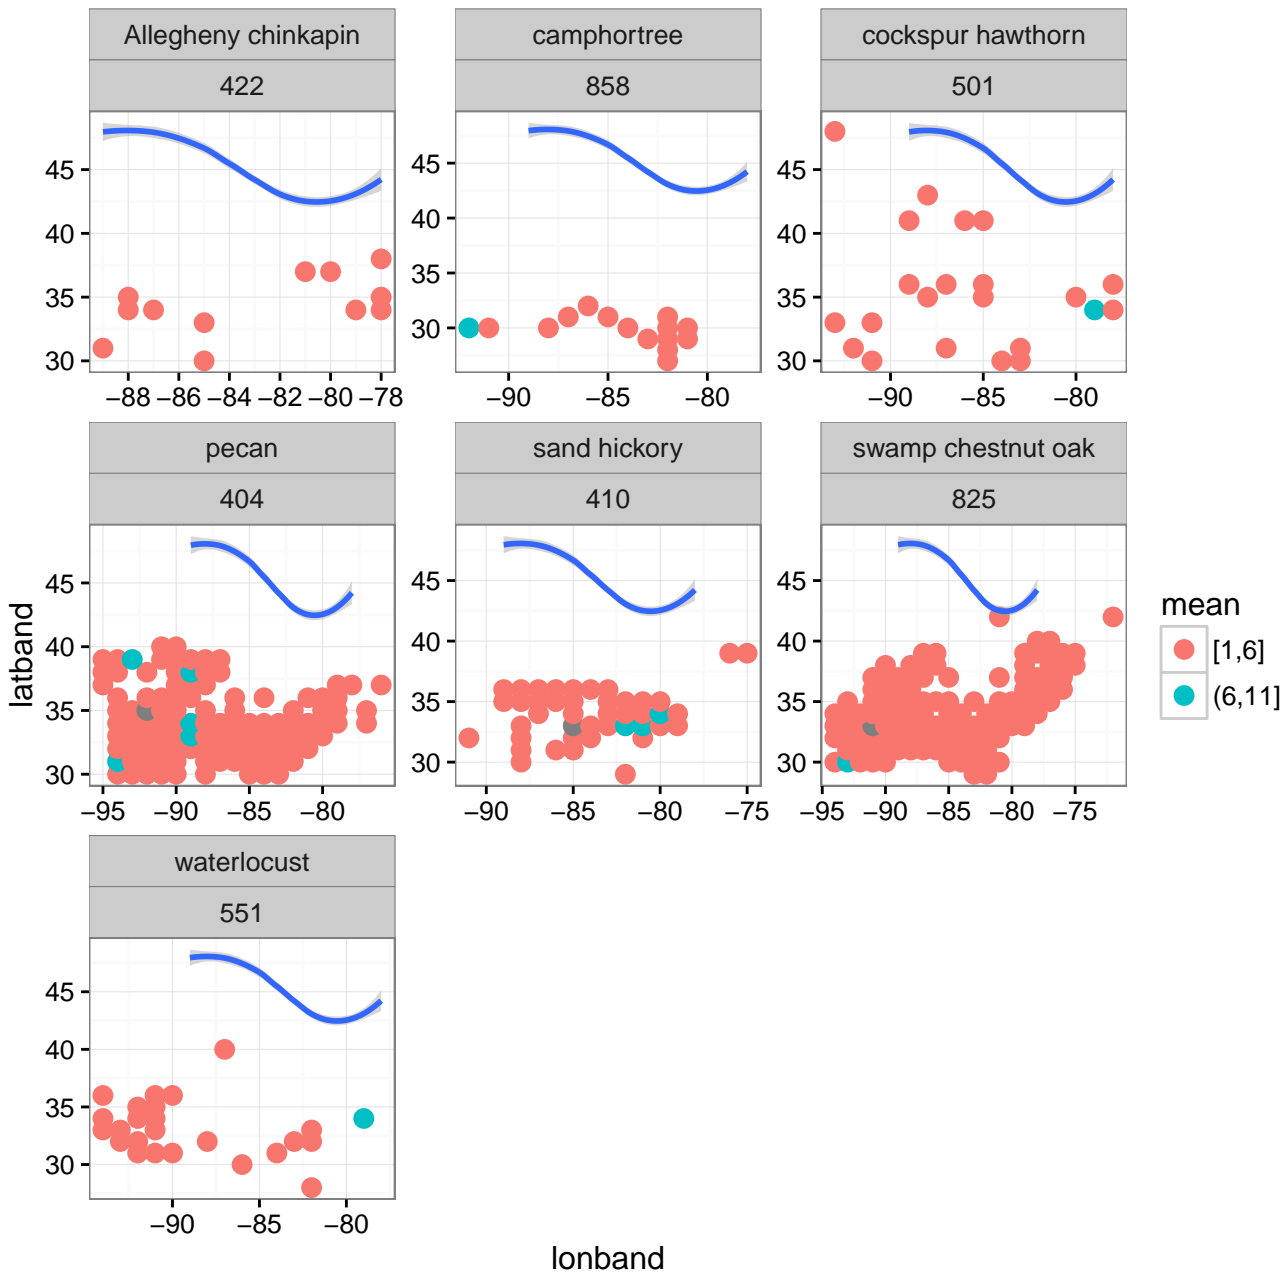 Allegheny chinkapin camphortree cockspur hawthorn
422 858 501
45 45 45
40 40 40
35 35 35
30 30 30
−88 −86 −84 −82 −80 −78 −90 −80 −90 −85 −80
pecan sand hickory swamp chestnut oak
404 410 825
45 45 45
40 40 40
35 35 35
30 30 30
−95 −90 −85 −80 −90 −85 −80 −75 −95 −90 −85 −80 −75
waterlocust
551
45
40
35
30
−90 −85 −80
latband
lonband
mean
[1,6]
(6,11]